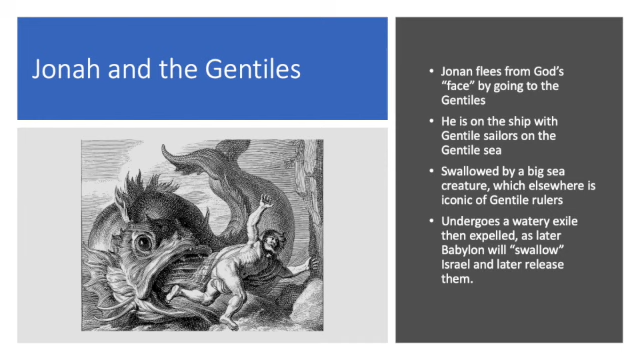 Jonah and the Gentiles
• Jonan flees from God's
"face" by going to the
Gentiles
• He is on the ship with
Gentile sailors on the
Gentile sea
• Swallowed by a big sea
creature, which elsewhere is
iconic of Gentile rulers
• Undergoes a watery exile
then expelled, as later
Babylon will "swallow"
Israel and later release
them.